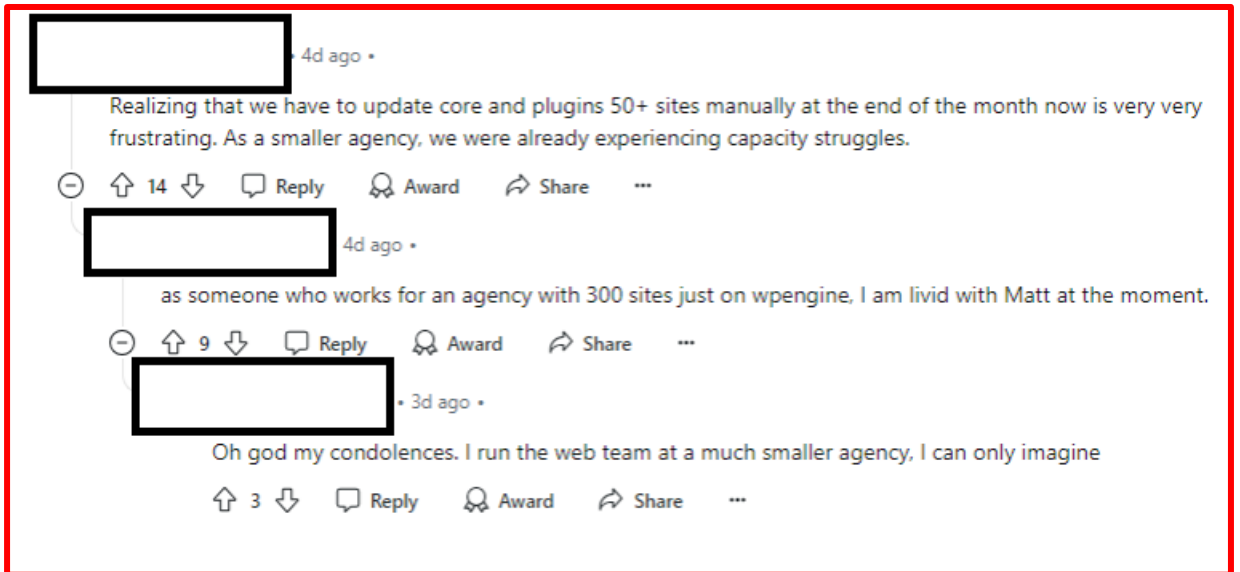 • 4d ago •
Realizing that we have to update core and plugins 50+ sites manually at the end of the month now is very very
frustrating. As a smaller agency, we were already experiencing capacity struggles.
14 Reply Award Share ...
4d ago •
as someone who works for an agency with 300 sites just on wpengine, I am livid with Matt at the moment.
9 Reply Award Share ...
• 3d ago •
Oh god my condolences. I run the web team at a much smaller agency, I can only imagine
3 Reply Award Share ...